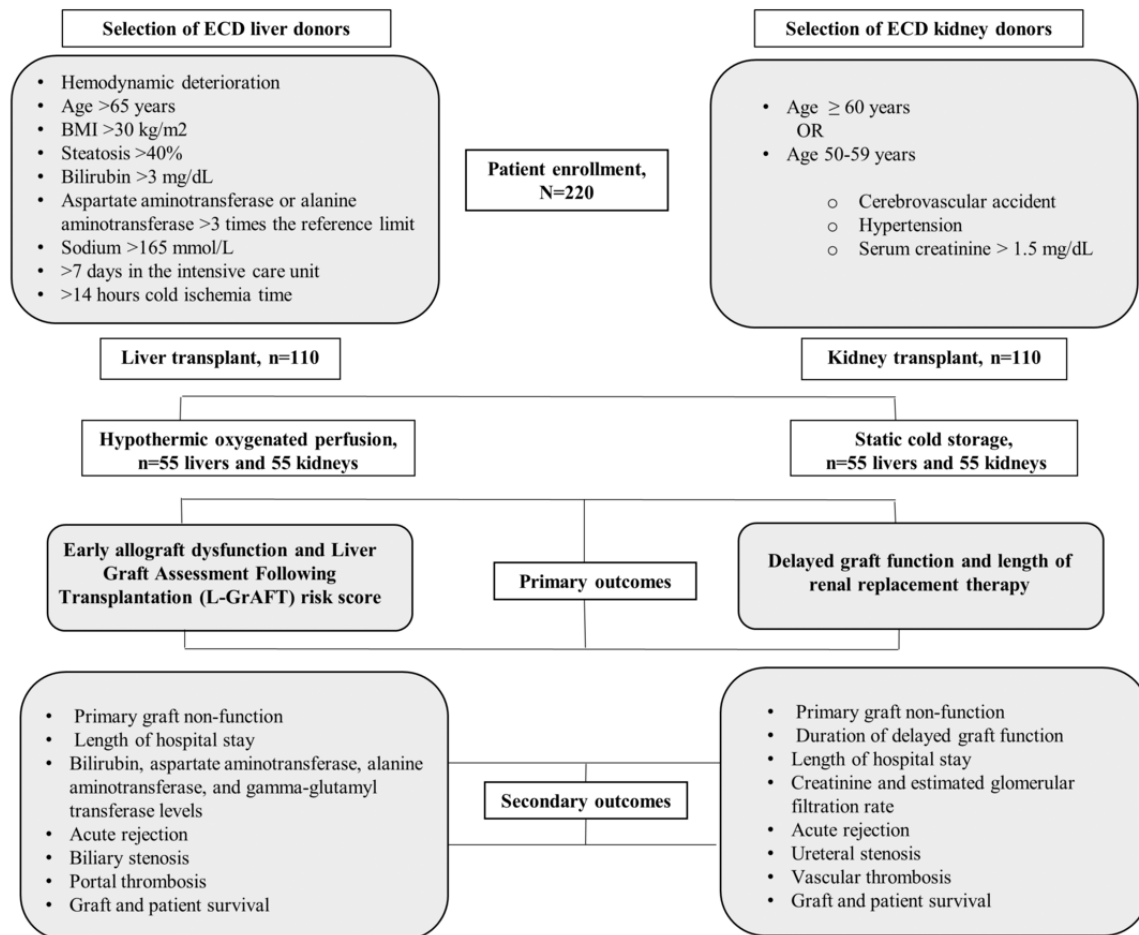 Selection of ECD liver donors
Selection of ECD kidney donors
• Hemodynamic deterioration
• Age >65 years
• BMI >30 kg/m2
• Steatosis >40%
• Bilirubin >3 mg/dL
• Aspartate aminotransferase or alanine
aminotransferase >3 times the reference limit
• Sodium >165 mmol/L
• >7 days in the intensive care unit
• >14 hours cold ischemia time
Patient enrollment,
N=220
• Age ≥ 60 years
OR
• Age 50-59 years
o Cerebrovascular accident
o Hypertension
o Serum creatinine > 1.5 mg/dL
Liver transplant, n=110
Kidney transplant, n=110
Hypothermic oxygenated perfusion,
n=55 livers and 55 kidneys
Static cold storage,
n=55 livers and 55 kidneys
Early allograft dysfunction and Liver
Graft Assessment Following
Transplantation (L-GrAFT) risk score
Primary outcomes
Delayed graft function and length of
renal replacement therapy
• Primary graft non-function
• Length of hospital stay
• Bilirubin, aspartate aminotransferase, alanine
aminotransferase, and gamma-glutamyl
transferase levels
• Acute rejection
• Biliary stenosis
• Portal thrombosis
• Graft and patient survival
Secondary outcomes
• Primary graft non-function
• Duration of delayed graft function
• Length of hospital stay
• Creatinine and estimated glomerular
filtration rate
• Acute rejection
• Ureteral stenosis
• Vascular thrombosis
• Graft and patient survival